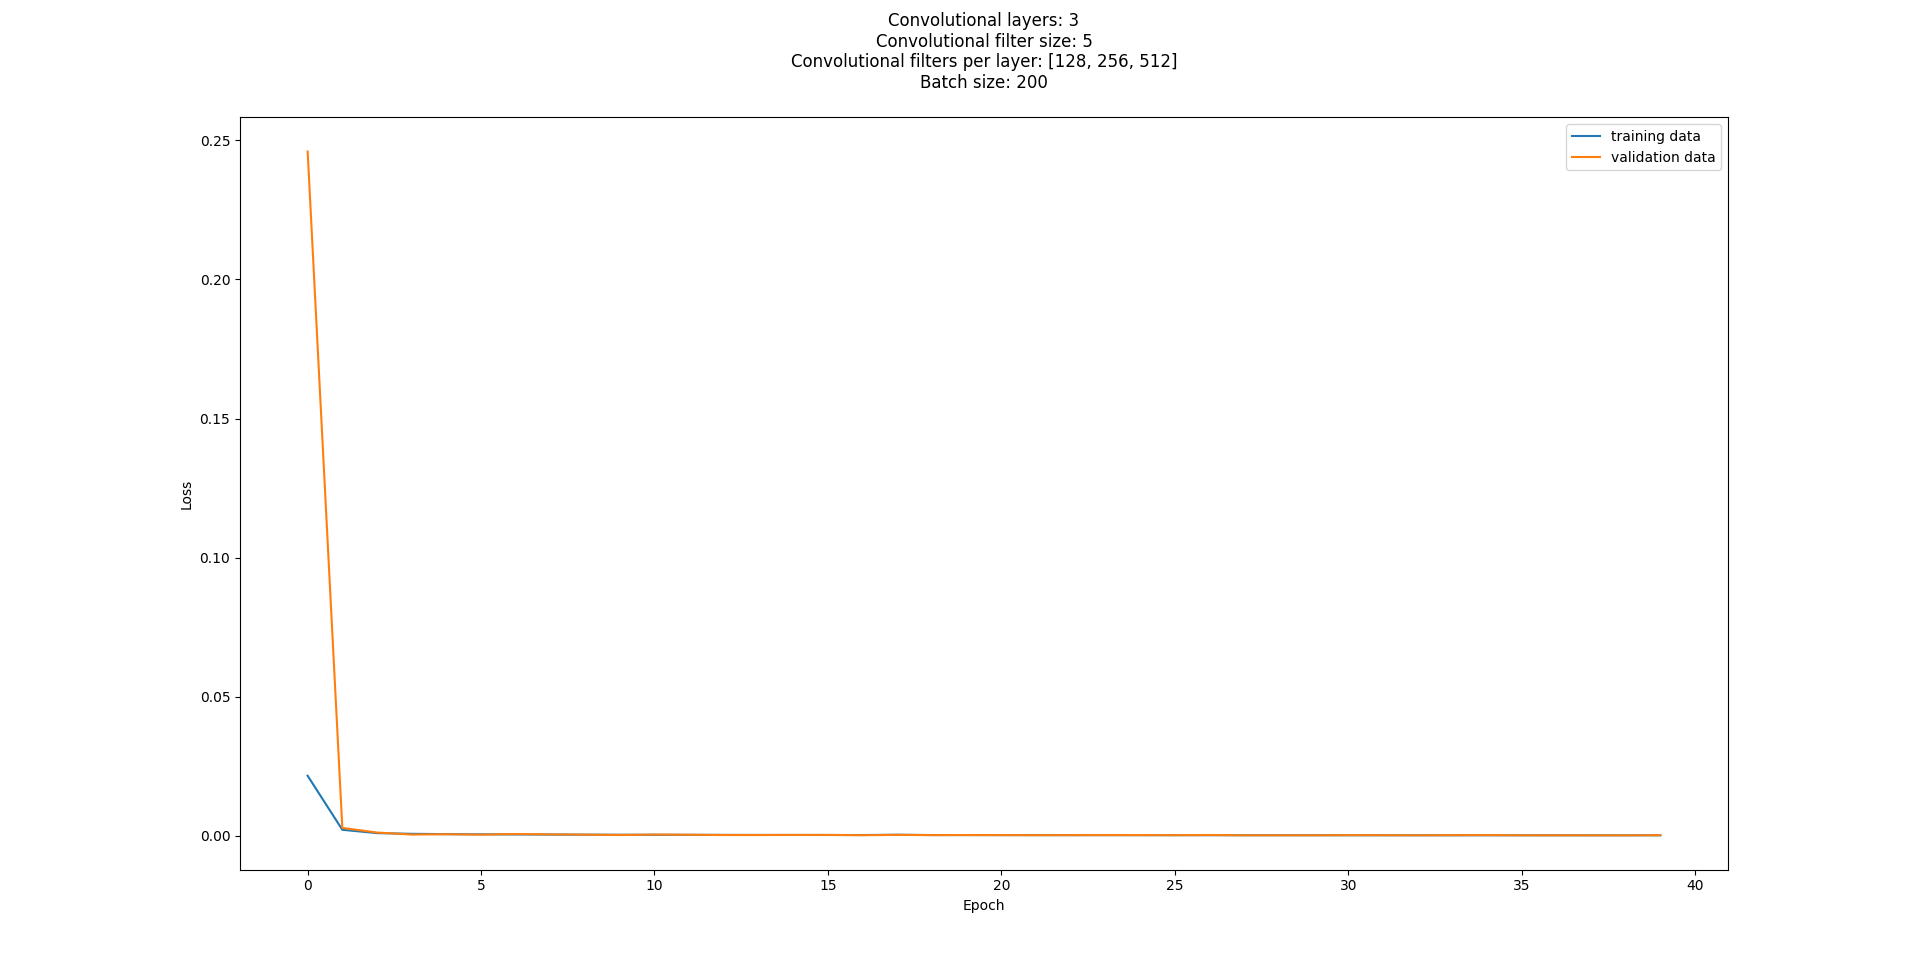 Convolutional layers: 3
Convolutional filter size: 5
Convolutional filters per layer: [128, 256, 512]
Batch size: 200
training data
validation data
0.25
0.20
0.15
0.10
0.05
0.00
Loss
0 5 10 15 20 25 30 35 40
Epoch